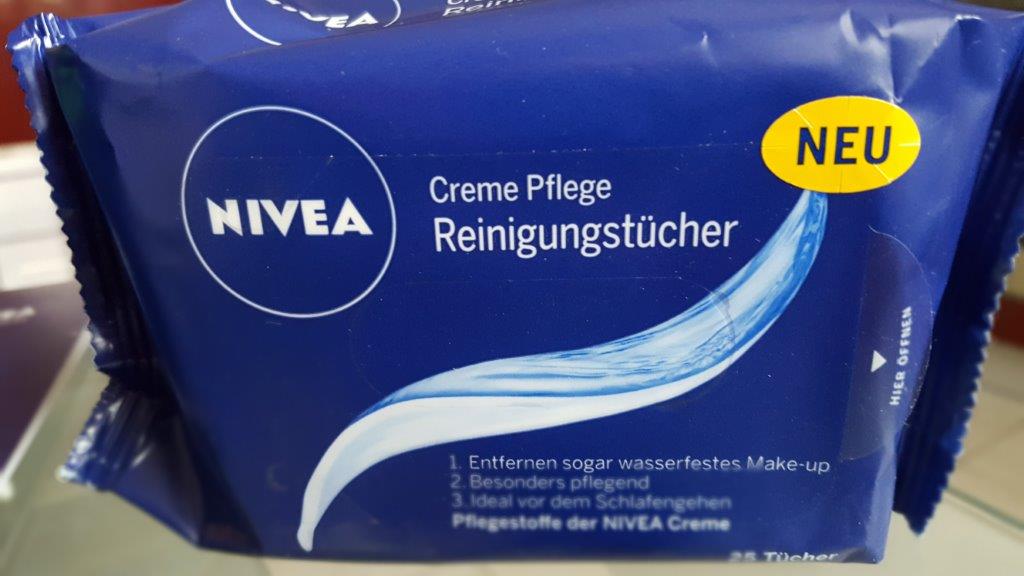 NIVEA
Creme Pflege
Reinigungstücher
NEU
HIER ÖFFNEN
1. Entfernen sogar wasserfestes Make-up
2. Besonders pflegend
3. Ideal vor dem Schlafengehen
Pflegestoffe der NIVEA Creme
25 Tücher